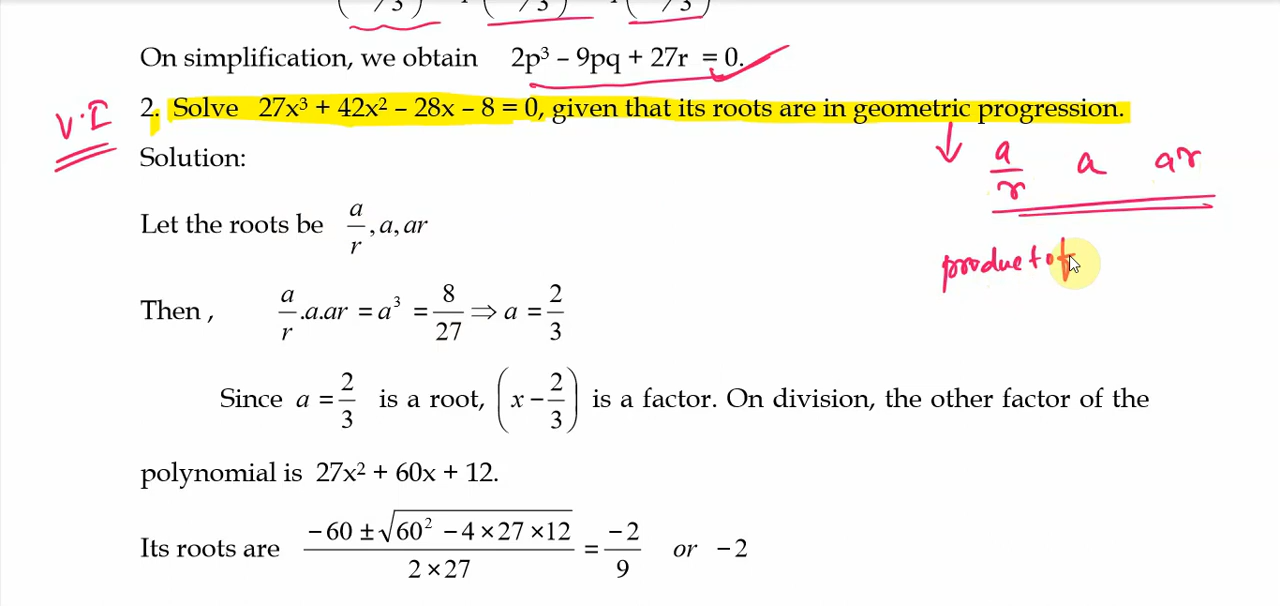 On simplification, we obtain 2p³ – 9pq + 27r = 0.
V.I 2. Solve 27x³ + 42x² – 28x – 8 = 0, given that its roots are in geometric progression.
Solution:
a/r a ar
Let the roots be a/r, a, ar
product of
Then , a/r .a.ar = a³ = 8/27 ⇒ a = 2/3
Since a = 2/3 is a root, (x – 2/3) is a factor. On division, the other factor of the
polynomial is 27x² + 60x + 12.
Its roots are (–60 ± √(60² – 4 × 27 × 12))/(2 × 27) = –2/9 or –2